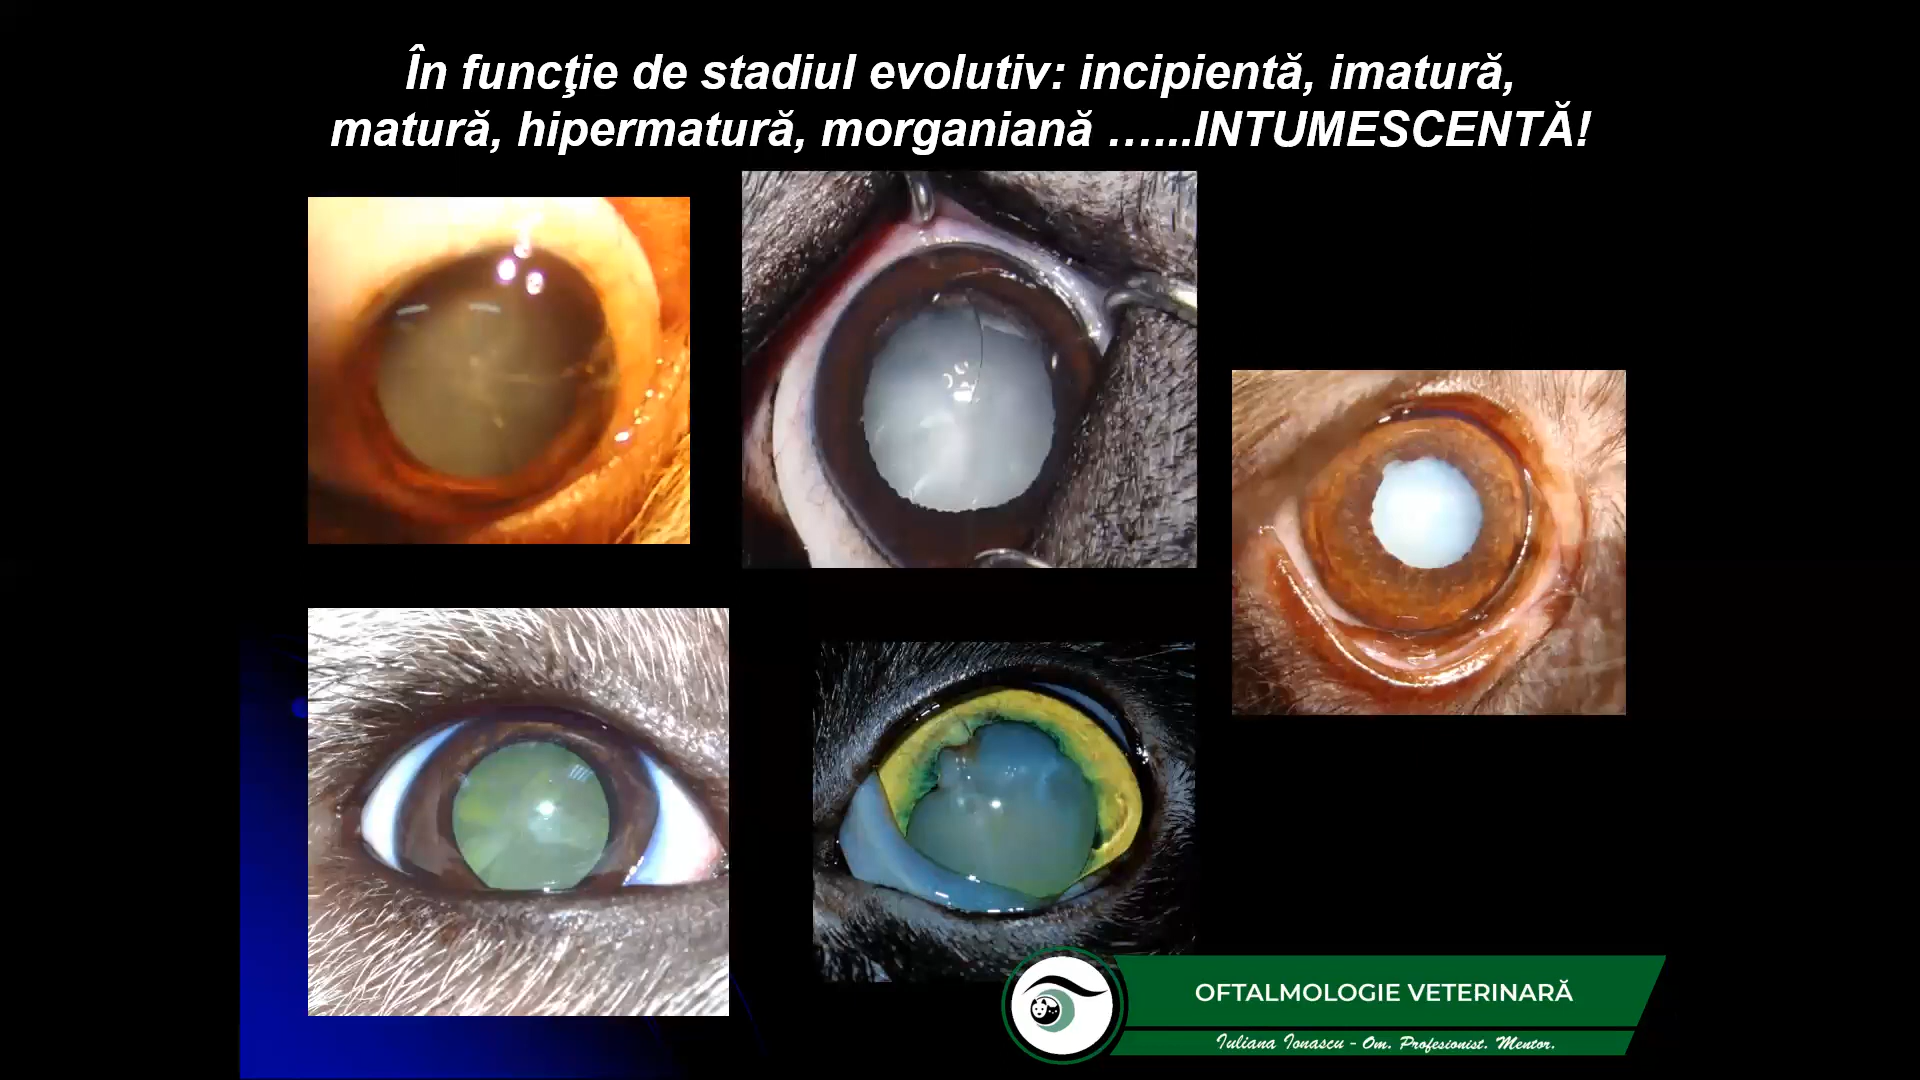 În funcţie de stadiul evolutiv: incipientă, imatură,
matură, hipermatură, morganiană …...INTUMESCENTĂ!
OFTALMOLOGIE VETERINARĂ
Iuliana Ionascu - Om. Profesionist. Mentor.